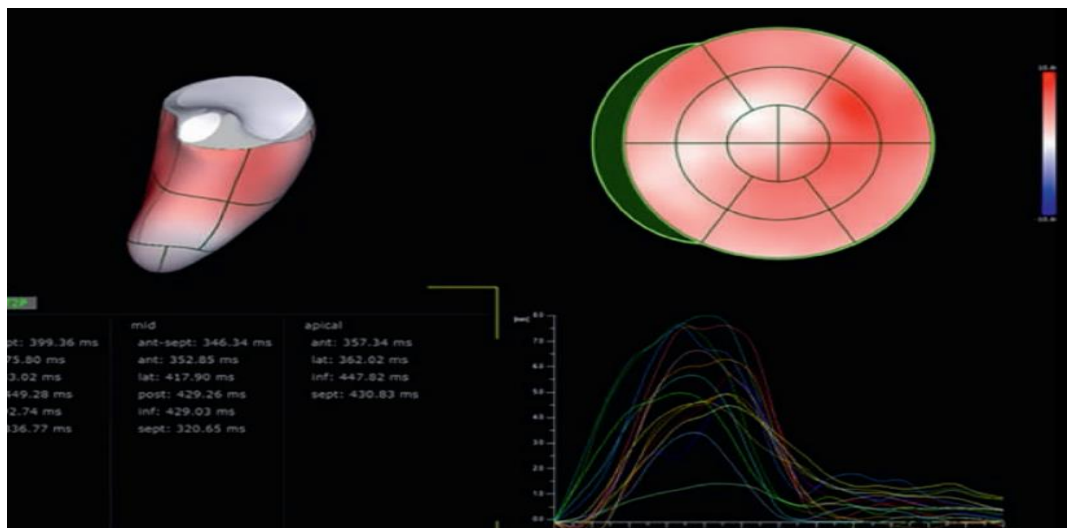 T2P
mid
apical
pt: 399.36 ms
ant-sept: 346.34 ms
ant: 357.34 ms
75.80 ms
ant: 352.85 ms
lat: 362.02 ms
3.02 ms
lat: 417.90 ms
inf: 447.82 ms
449.28 ms
post: 429.26 ms
sept: 430.83 ms
2.74 ms
inf: 429.03 ms
336.77 ms
sept: 320.65 ms
8.0
7.0
6.0
5.0
4.0
3.0
2.0
1.0
0.0